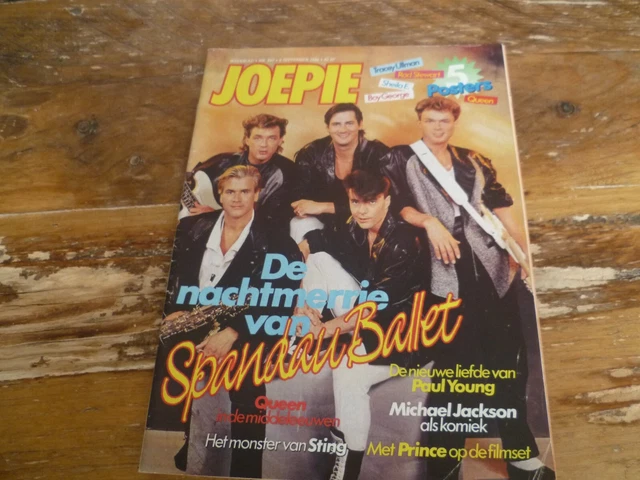 JOEPIE
Tracey Ullman
Rod Stewart
Sheila E.
Boy George
5
Posters
Queen
De
nachtmerrie
van
Spandau Ballet
De nieuwe liefde van
Paul Young
Queen
in de middeleeuwen
Michael Jackson
als komiek
Het monster van Sting
Met Prince op de filmset